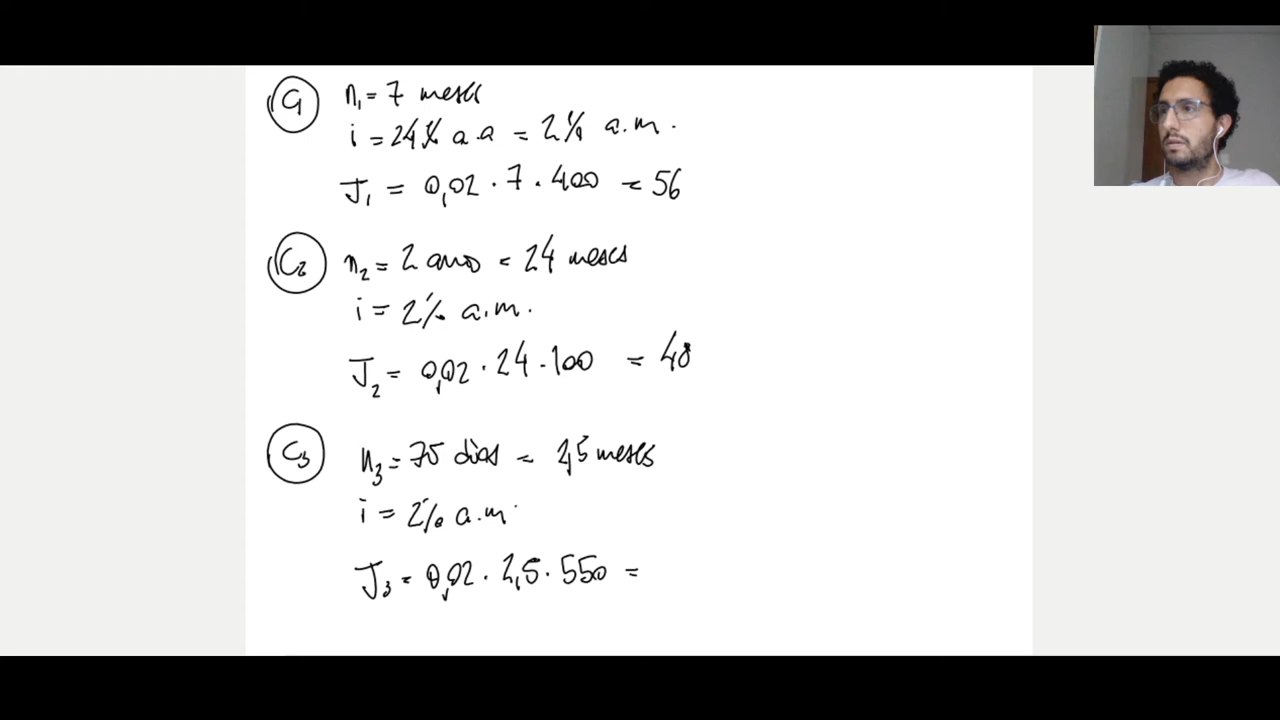 C1 n1 = 7 meses
i = 24% a.a = 2% a.m.
J1 = 0,02 . 7 . 400 = 56
C2 n2 = 2 anos = 24 meses
i = 2% a.m.
J2 = 0,02 . 24 . 100 = 48
C3 n3 = 75 dias = 2,5 meses
i = 2% a.m.
J3 = 0,02 . 2,5 . 550 =